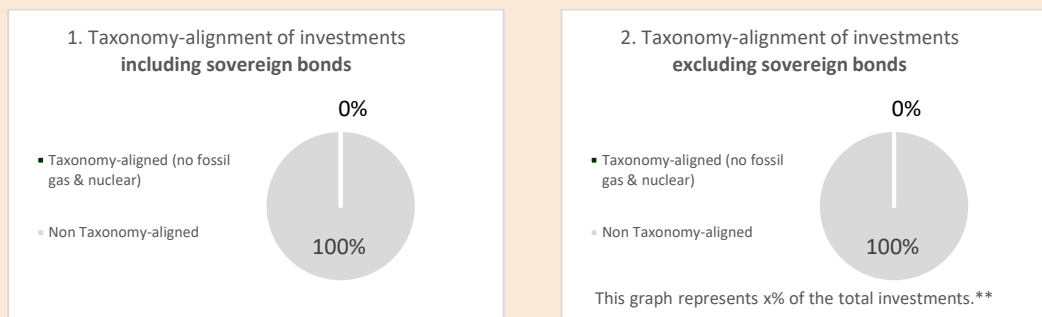 1. Taxonomy-alignment of investments
including sovereign bonds
0%
Taxonomy-aligned (no fossil
gas & nuclear)
Non Taxonomy-aligned
100%
2. Taxonomy-alignment of investments
excluding sovereign bonds
0%
Taxonomy-aligned (no fossil
gas & nuclear)
Non Taxonomy-aligned
100%
This graph represents x% of the total investments.**